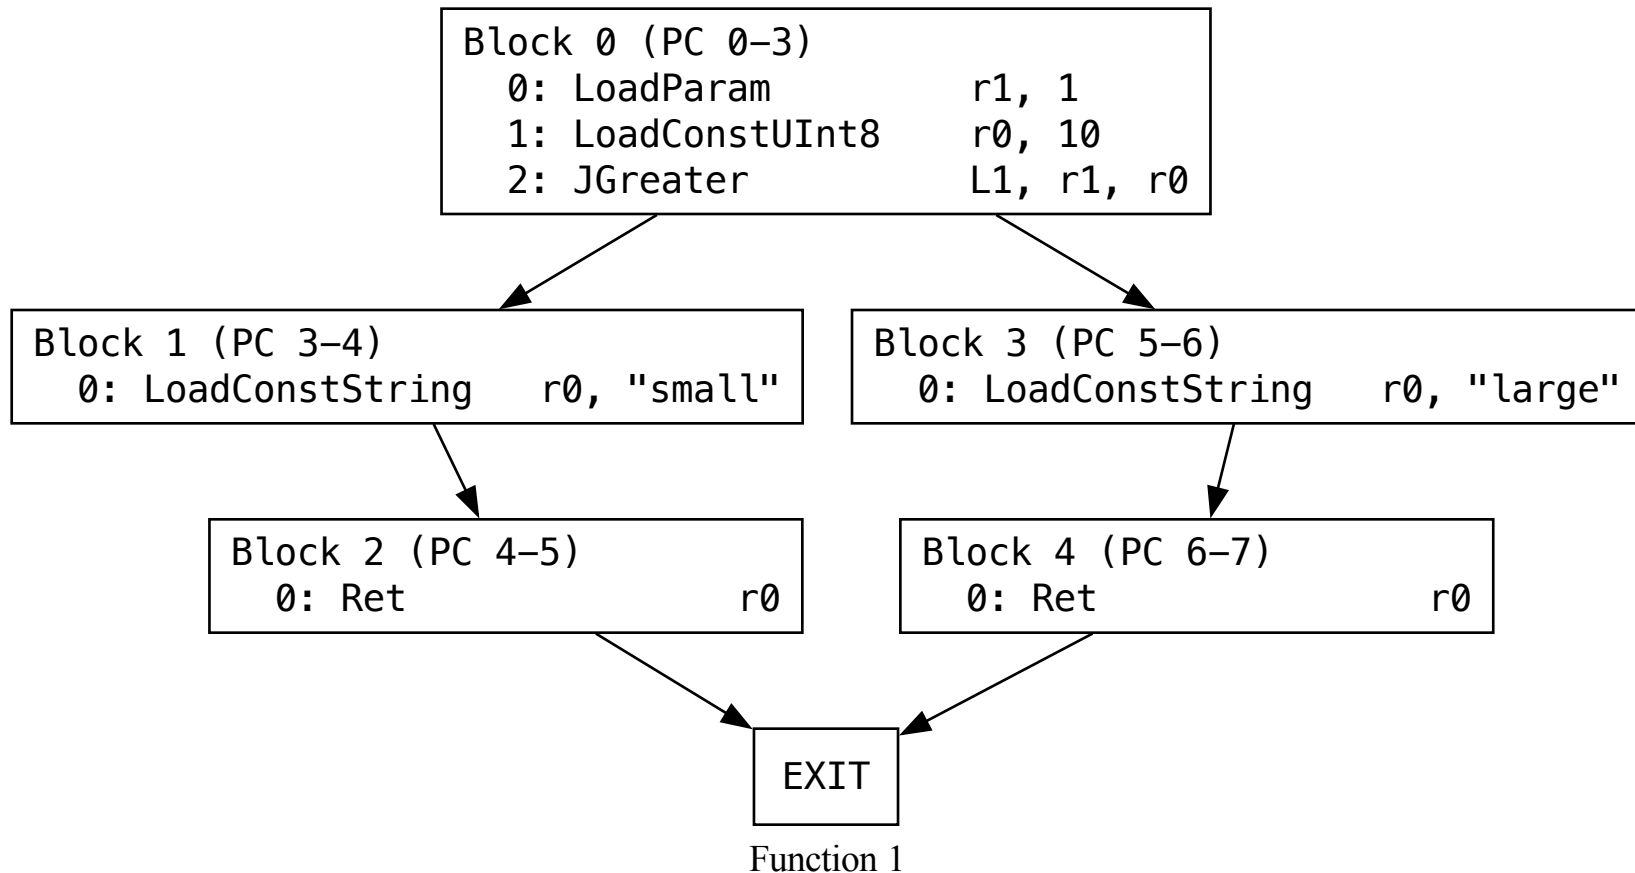 Block 0 (PC 0–3)
0: LoadParam r1, 1
1: LoadConstUInt8 r0, 10
2: JGreater L1, r1, r0
Block 1 (PC 3–4)
0: LoadConstString r0, "small"
Block 3 (PC 5–6)
0: LoadConstString r0, "large"
Block 2 (PC 4–5)
0: Ret r0
Block 4 (PC 6–7)
0: Ret r0
EXIT
Function 1